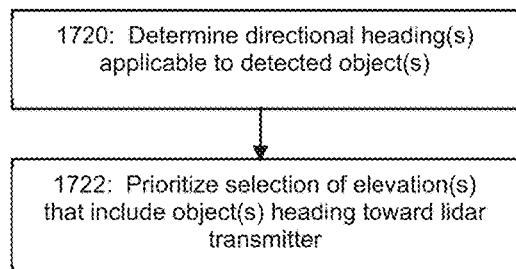 1720: Determine directional heading(s)
applicable to detected object(s)
1722: Prioritize selection of elevation(s)
that include object(s) heading toward lidar
transmitter